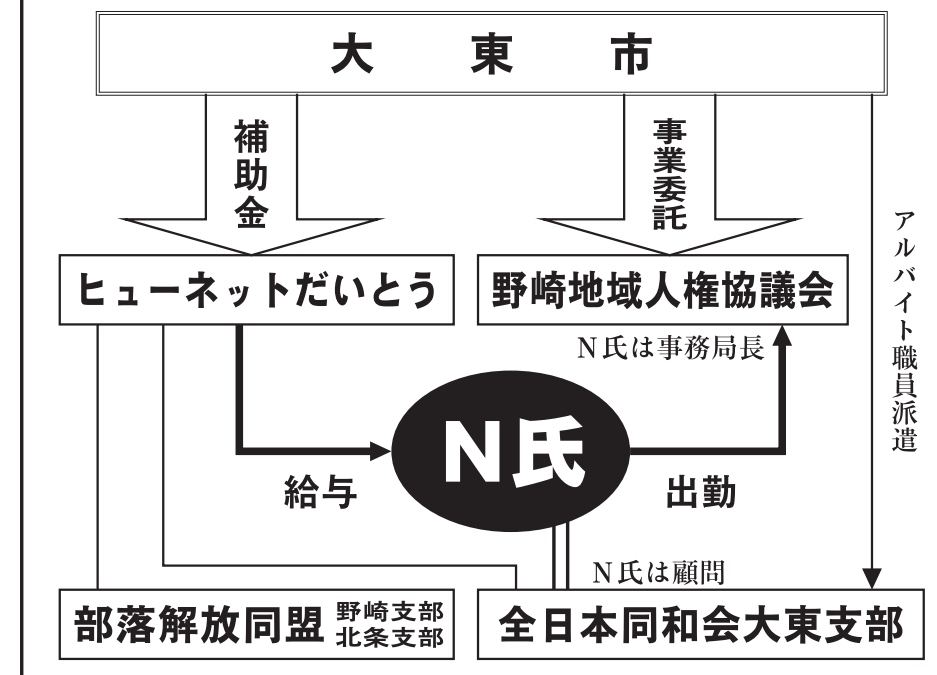 大東市
補助金
事業委託
アルバイト職員派遣
ヒューネットだいとう
野崎地域人権協議会
N氏は事務局長
N氏
給与
出勤
N氏は顧問
部落解放同盟 野崎支部
北条支部
全日本同和会大東支部